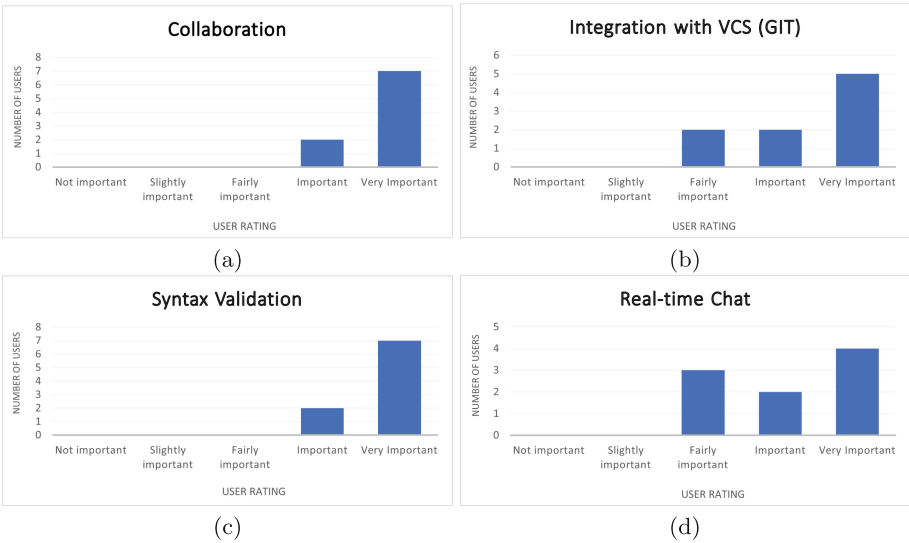 Collaboration
NUMBER OF USERS
8
7
6
5
4
3
2
1
0
Not important Slightly important Fairly important Important Very Important
USER RATING
(a)
Integration with VCS (GIT)
NUMBER OF USERS
6
5
4
3
2
1
0
Not important Slightly important Fairly important Important Very Important
USER RATING
(b)
Syntax Validation
NUMBER OF USERS
8
7
6
5
4
3
2
1
0
Not important Slightly important Fairly important Important Very Important
USER RATING
(c)
Real-time Chat
NUMBER OF USERS
5
4
3
2
1
0
Not important Slightly important Fairly important Important Very Important
USER RATING
(d)